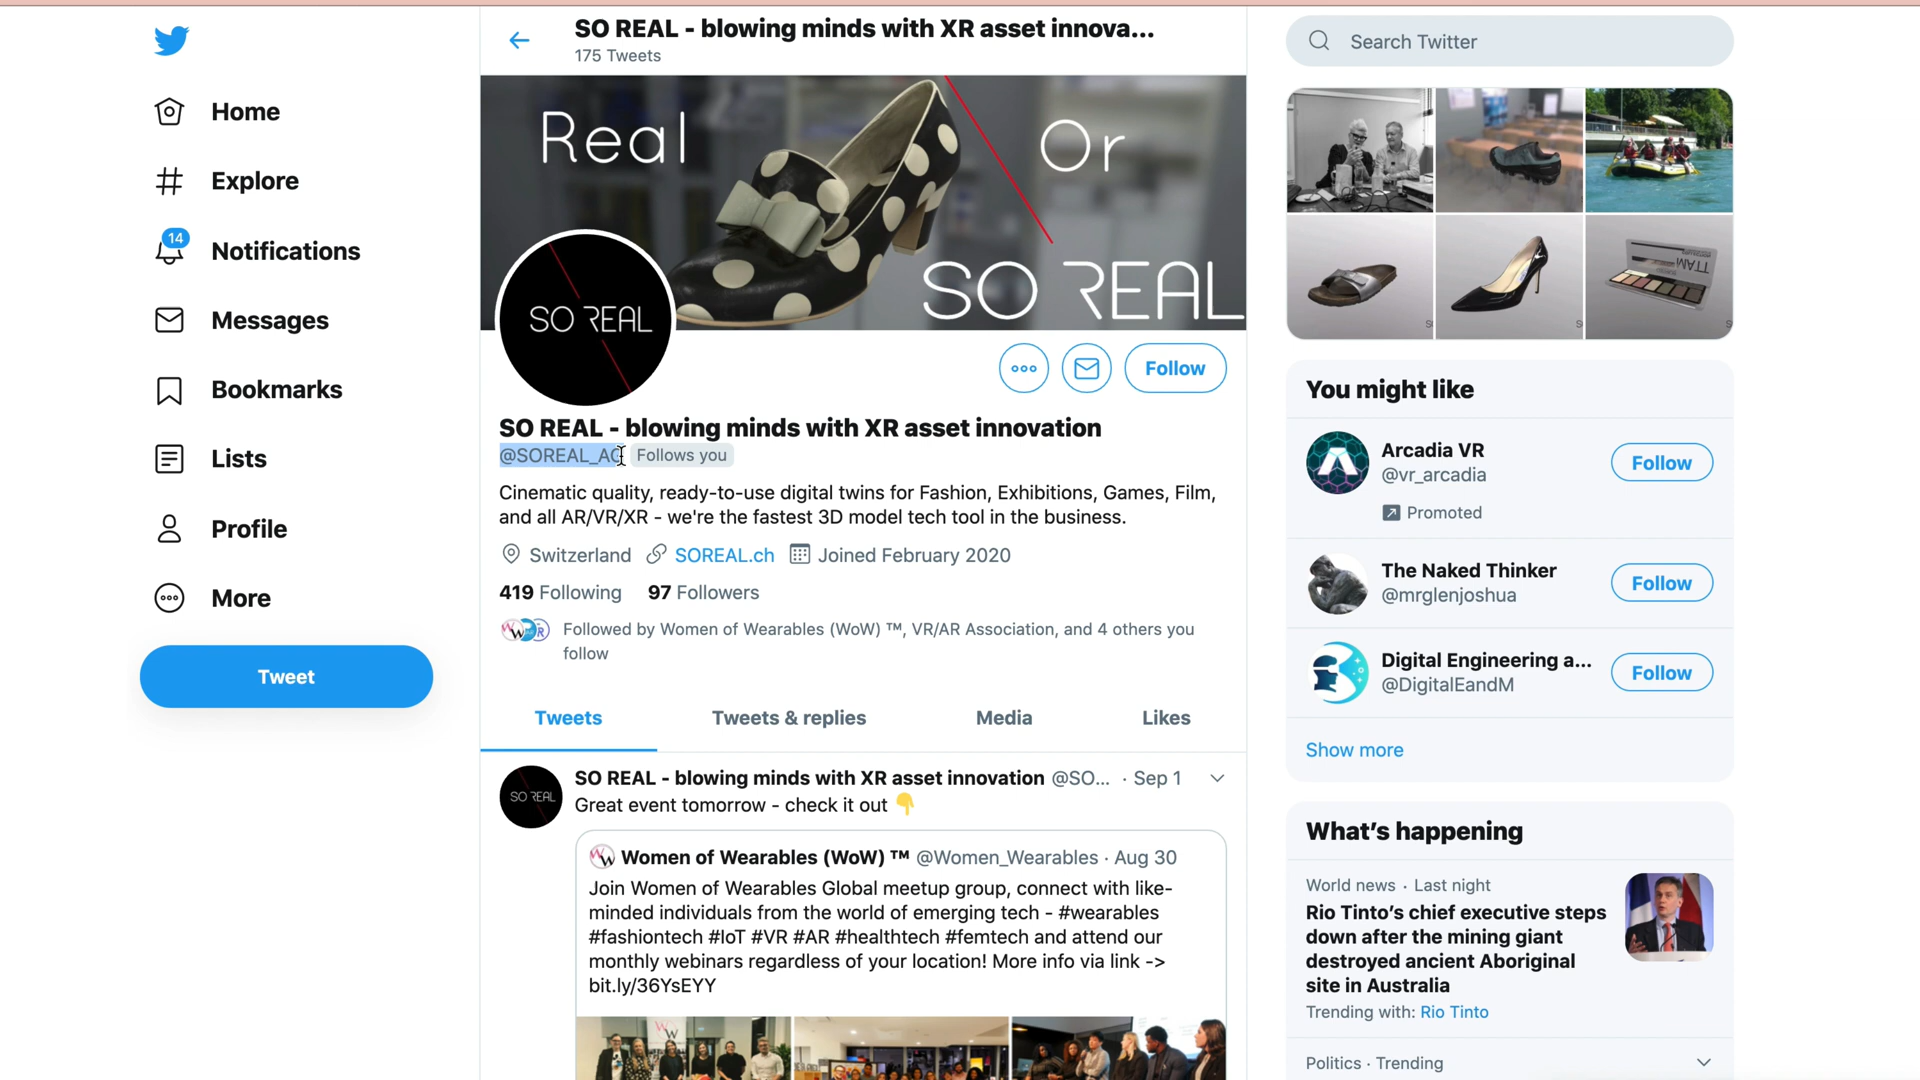 SO REAL - blowing minds with XR asset innova...
175 Tweets
Search Twitter
Home
Explore
14
Notifications
Messages
Bookmarks
Lists
Profile
More
Tweet
Real
Or
SO REAL
SO REAL
Follow
SO REAL - blowing minds with XR asset innovation
@SOREAL_AG Follows you
Cinematic quality, ready-to-use digital twins for Fashion, Exhibitions, Games, Film,
and all AR/VR/XR - we're the fastest 3D model tech tool in the business.
Switzerland SOREAL.ch Joined February 2020
419 Following 97 Followers
Followed by Women of Wearables (WoW) ™, VR/AR Association, and 4 others you
follow
Tweets Tweets & replies Media Likes
SO REAL
SO REAL - blowing minds with XR asset innovation @SO... · Sep 1
Great event tomorrow - check it out 👇
Women of Wearables (WoW) ™ @Women_Wearables · Aug 30
Join Women of Wearables Global meetup group, connect with like-
minded individuals from the world of emerging tech - #wearables
#fashiontech #IoT #VR #AR #healthtech #femtech and attend our
monthly webinars regardless of your location! More info via link ->
bit.ly/36YsEYY
You might like
Arcadia VR
@vr_arcadia
Follow
Promoted
The Naked Thinker
@mrglenjoshua
Follow
Digital Engineering a...
@DigitalEandM
Follow
Show more
What's happening
World news · Last night
Rio Tinto's chief executive steps
down after the mining giant
destroyed ancient Aboriginal
site in Australia
Trending with: Rio Tinto
Politics · Trending